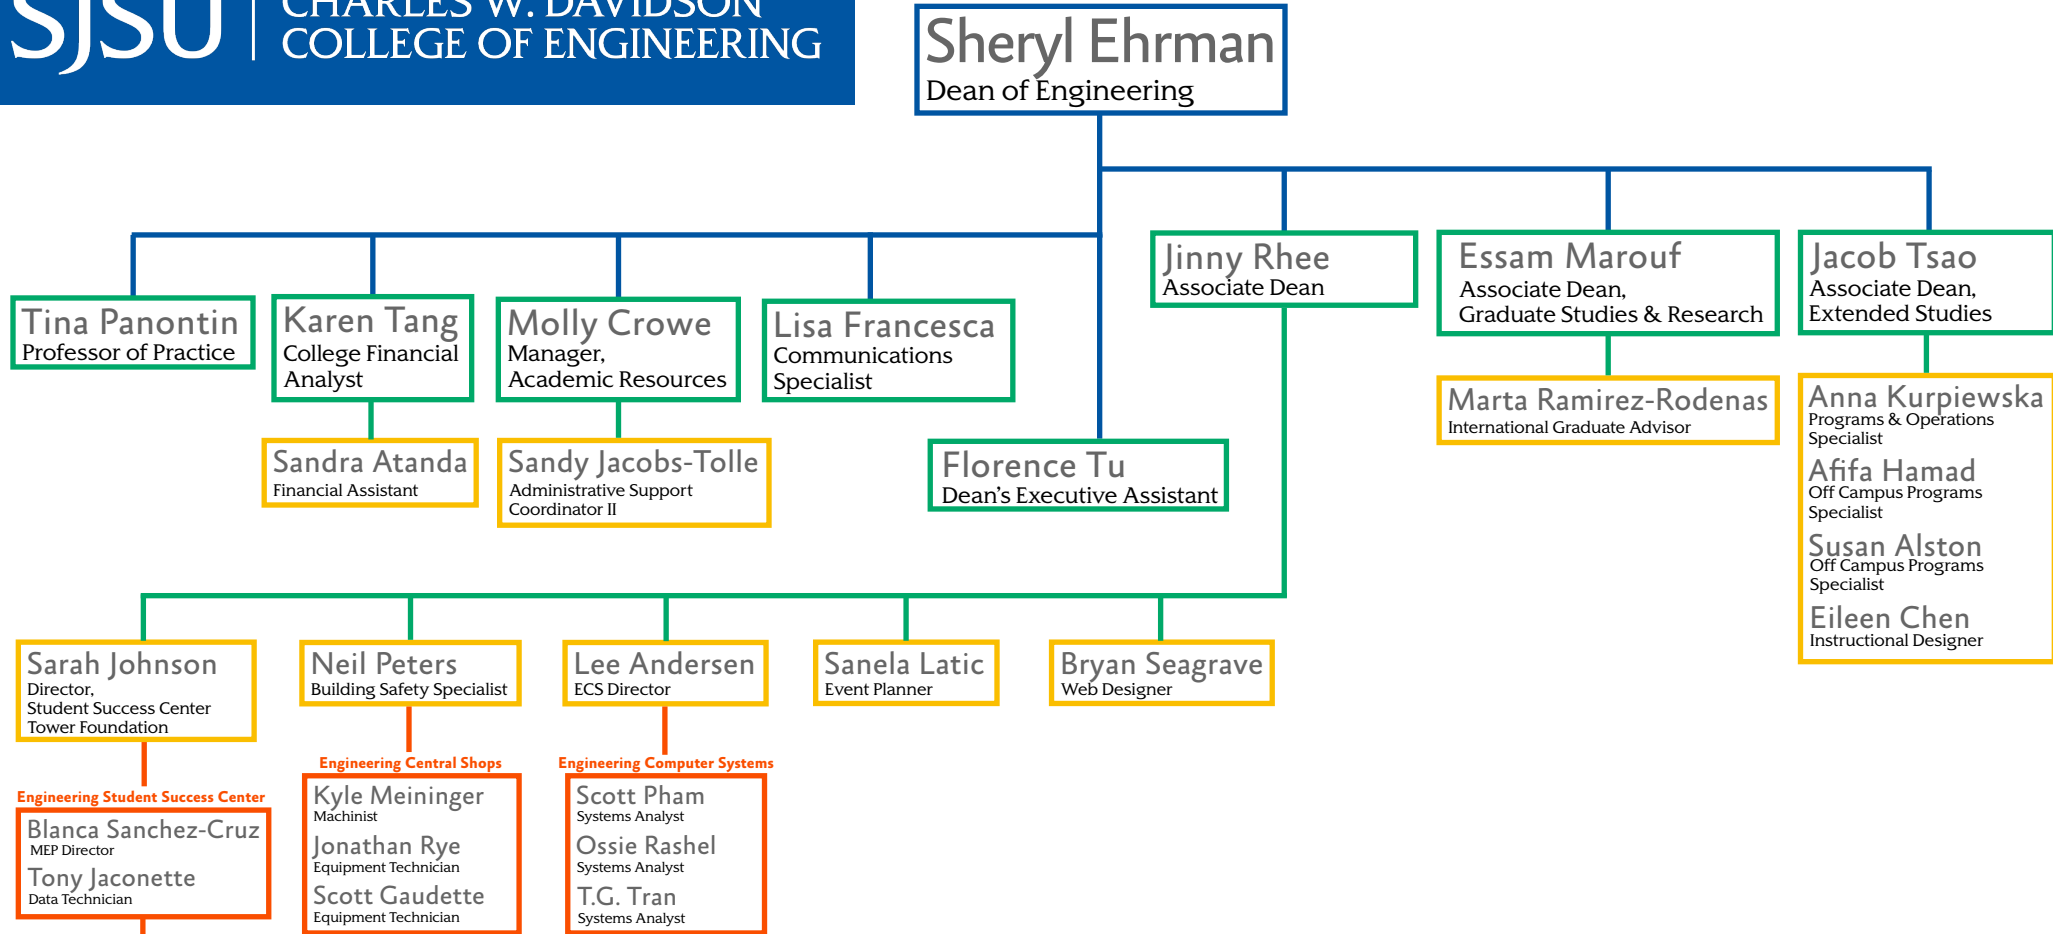 SJSU
CHARLES W. DAVIDSON
COLLEGE OF ENGINEERING
Sheryl Ehrman
Dean of Engineering
Tina Panontin
Professor of Practice
Karen Tang
College Financial
Analyst
Molly Crowe
Manager,
Academic Resources
Lisa Francesca
Communications
Specialist
Jinny Rhee
Associate Dean
Essam Marouf
Associate Dean,
Graduate Studies & Research
Jacob Tsao
Associate Dean,
Extended Studies
Sandra Atanda
Financial Assistant
Sandy Jacobs-Tolle
Administrative Support
Coordinator II
Florence Tu
Dean's Executive Assistant
Marta Ramirez-Rodenas
International Graduate Advisor
Anna Kurpiewska
Programs & Operations
Specialist
Afifa Hamad
Off Campus Programs
Specialist
Susan Alston
Off Campus Programs
Specialist
Eileen Chen
Instructional Designer
Sarah Johnson
Director,
Student Success Center
Tower Foundation
Neil Peters
Building Safety Specialist
Lee Andersen
ECS Director
Sanela Latic
Event Planner
Bryan Seagrave
Web Designer
Engineering Student Success Center
Blanca Sanchez-Cruz
MEP Director
Tony Jaconette
Data Technician
Engineering Central Shops
Kyle Meininger
Machinist
Jonathan Rye
Equipment Technician
Scott Gaudette
Equipment Technician
Engineering Computer Systems
Scott Pham
Systems Analyst
Ossie Rashel
Systems Analyst
T.G. Tran
Systems Analyst